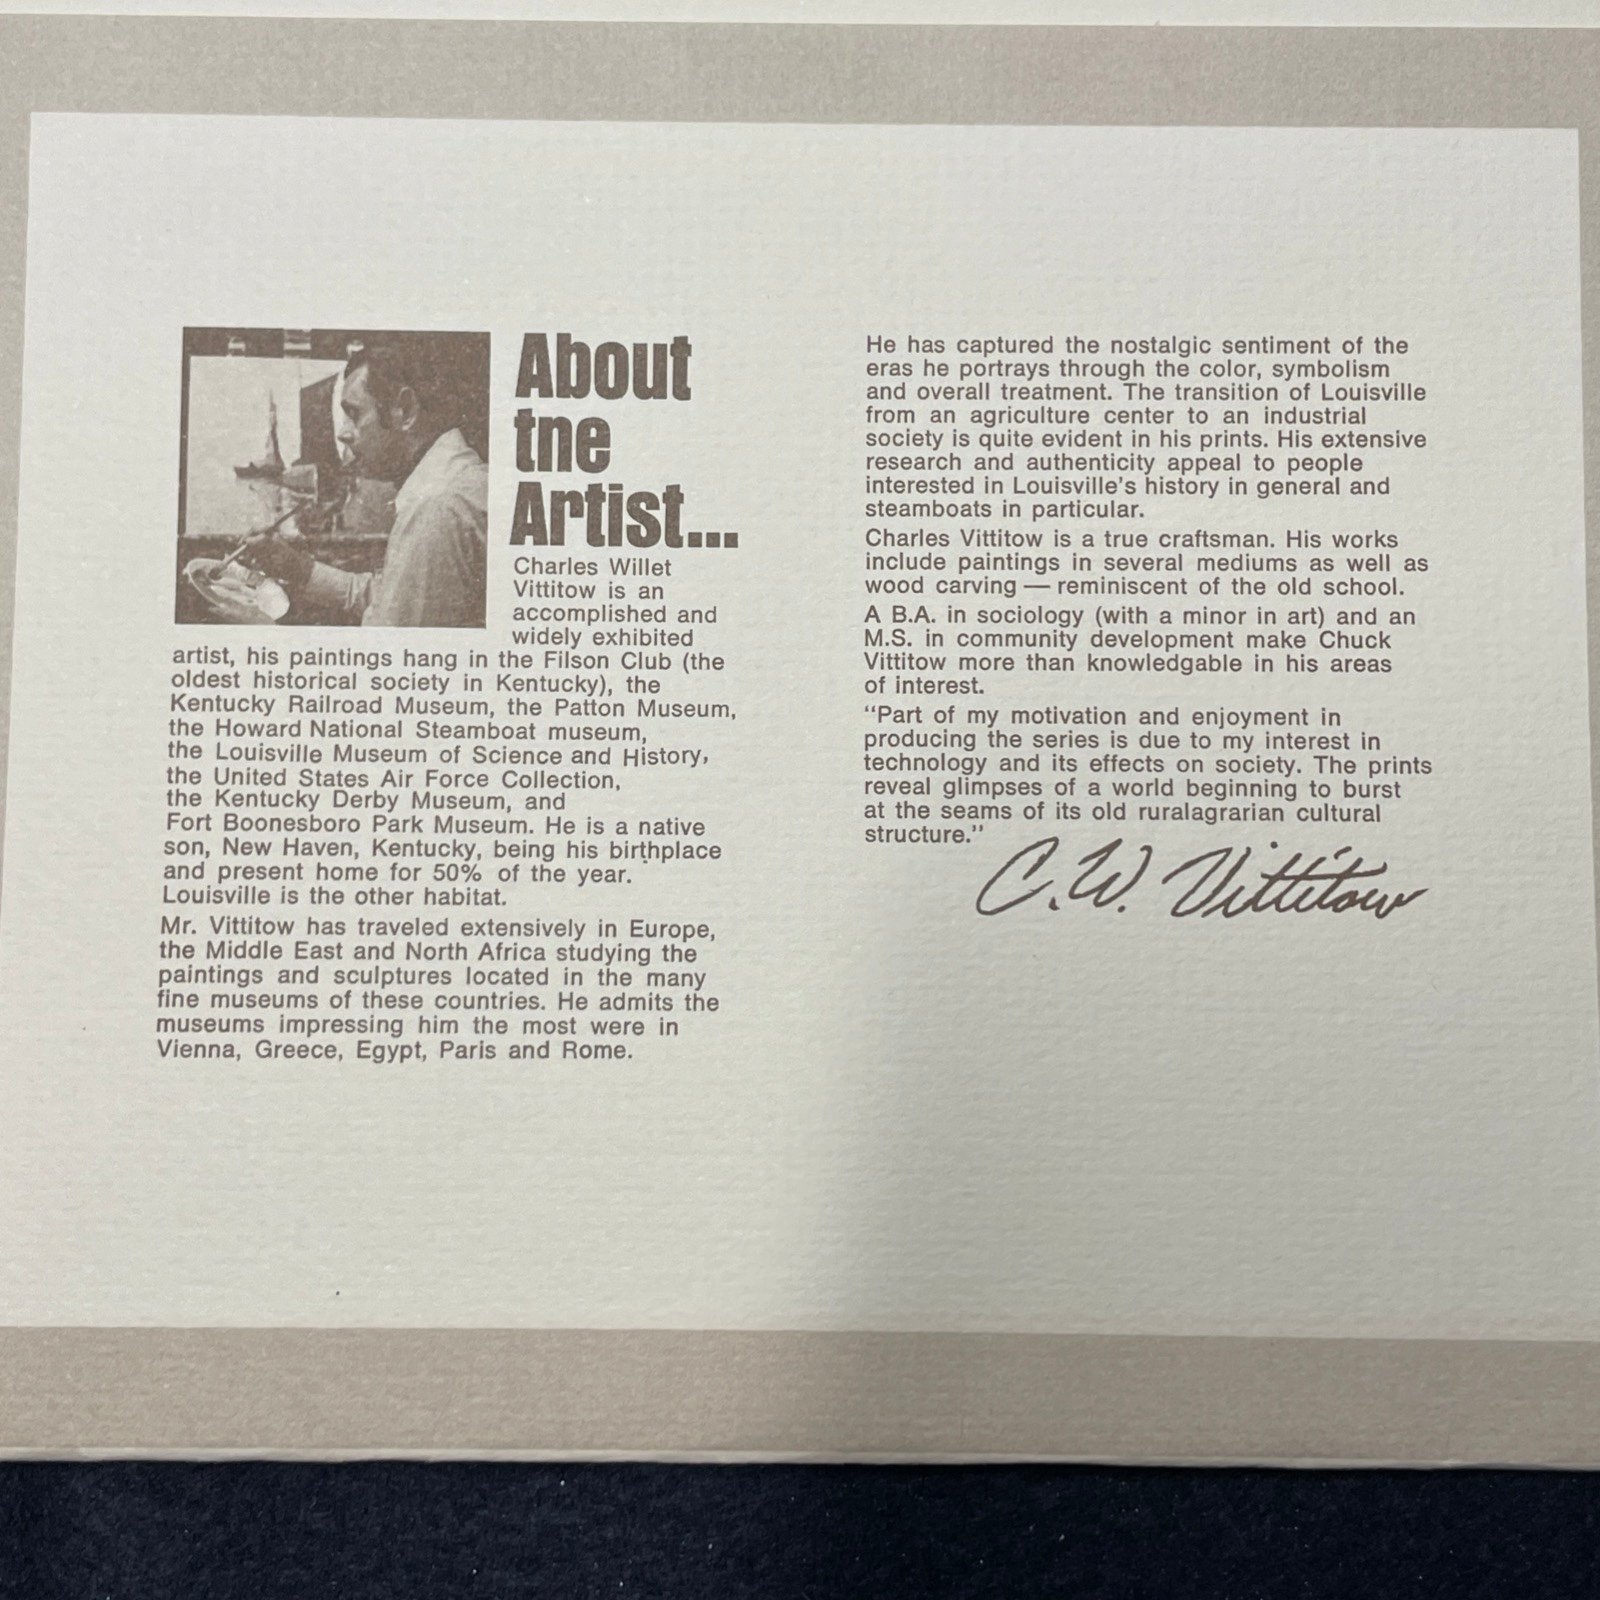 About
tne
Artist...
Charles Willet
Vittitow is an
accomplished and
widely exhibited
artist, his paintings hang in the Filson Club (the
oldest historical society in Kentucky), the
Kentucky Railroad Museum, the Patton Museum,
the Howard National Steamboat museum,
the Louisville Museum of Science and History,
the United States Air Force Collection,
the Kentucky Derby Museum, and
Fort Boonesboro Park Museum. He is a native
son, New Haven, Kentucky, being his birthplace
and present home for 50% of the year.
Louisville is the other habitat.
Mr. Vittitow has traveled extensively in Europe,
the Middle East and North Africa studying the
paintings and sculptures located in the many
fine museums of these countries. He admits the
museums impressing him the most were in
Vienna, Greece, Egypt, Paris and Rome.
He has captured the nostalgic sentiment of the
eras he portrays through the color, symbolism
and overall treatment. The transition of Louisville
from an agriculture center to an industrial
society is quite evident in his prints. His extensive
research and authenticity appeal to people
interested in Louisville's history in general and
steamboats in particular.
Charles Vittitow is a true craftsman. His works
include paintings in several mediums as well as
wood carving — reminiscent of the old school.
A B.A. in sociology (with a minor in art) and an
M.S. in community development make Chuck
Vittitow more than knowledgable in his areas
of interest.
"Part of my motivation and enjoyment in
producing the series is due to my interest in
technology and its effects on society. The prints
reveal glimpses of a world beginning to burst
at the seams of its old ruralagrarian cultural
structure."
C. W. Vittitow